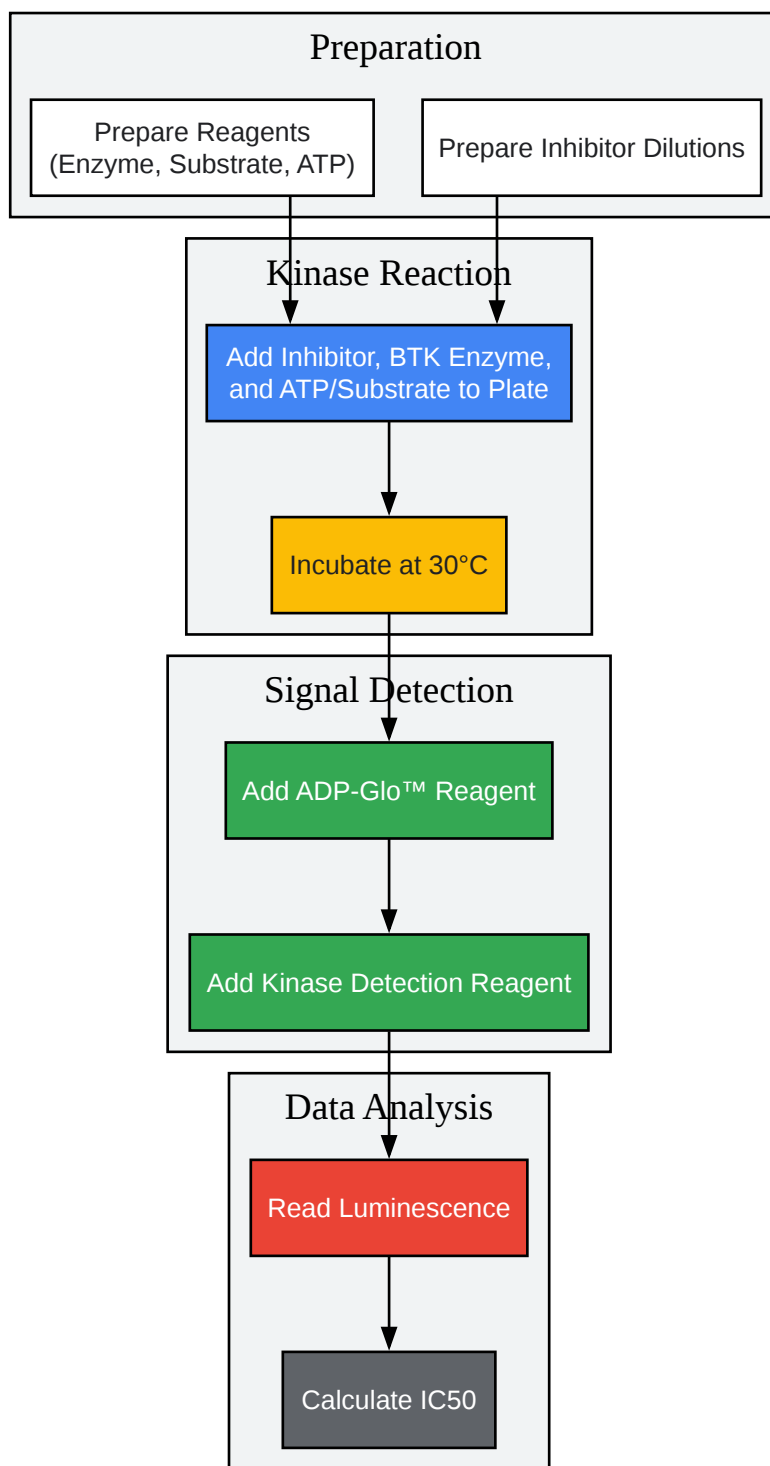 Preparation
Prepare Reagents
(Enzyme, Substrate, ATP)
Prepare Inhibitor Dilutions
Kinase Reaction
Add Inhibitor, BTK Enzyme,
and ATP/Substrate to Plate
Incubate at 30°C
Signal Detection
Add ADP-Glo™ Reagent
Add Kinase Detection Reagent
Data Analysis
Read Luminescence
Calculate IC50